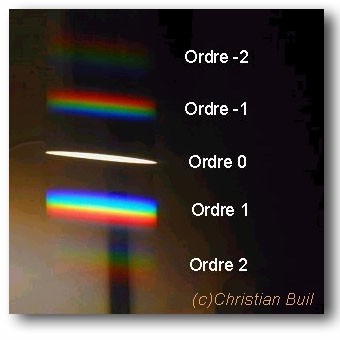 Ordre -2
Ordre -1
Ordre 0
Ordre 1
Ordre 2
(c)Christian Buil